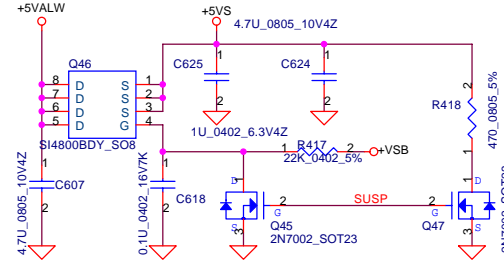 +5VALW
+5VS
4.7U_0805_10V4Z
Q46
8 D S 1
7 D S 2
6 D S 3
5 D G 4
SI4800BDY_SO8
C625
1
2
C624
1
2
2
R418
1
470_0805_5%
1U_0402_6.3V4Z
1 R417 2
22K_0402_5%
+VSB
1
C607
2
4.7U_0805_10V4Z
1
C618
2
0.1U_0402_16V7K
1
D
2
G
S
3
Q45
2N7002_SOT23
SUSP
1
D
2
G
S
3
Q47